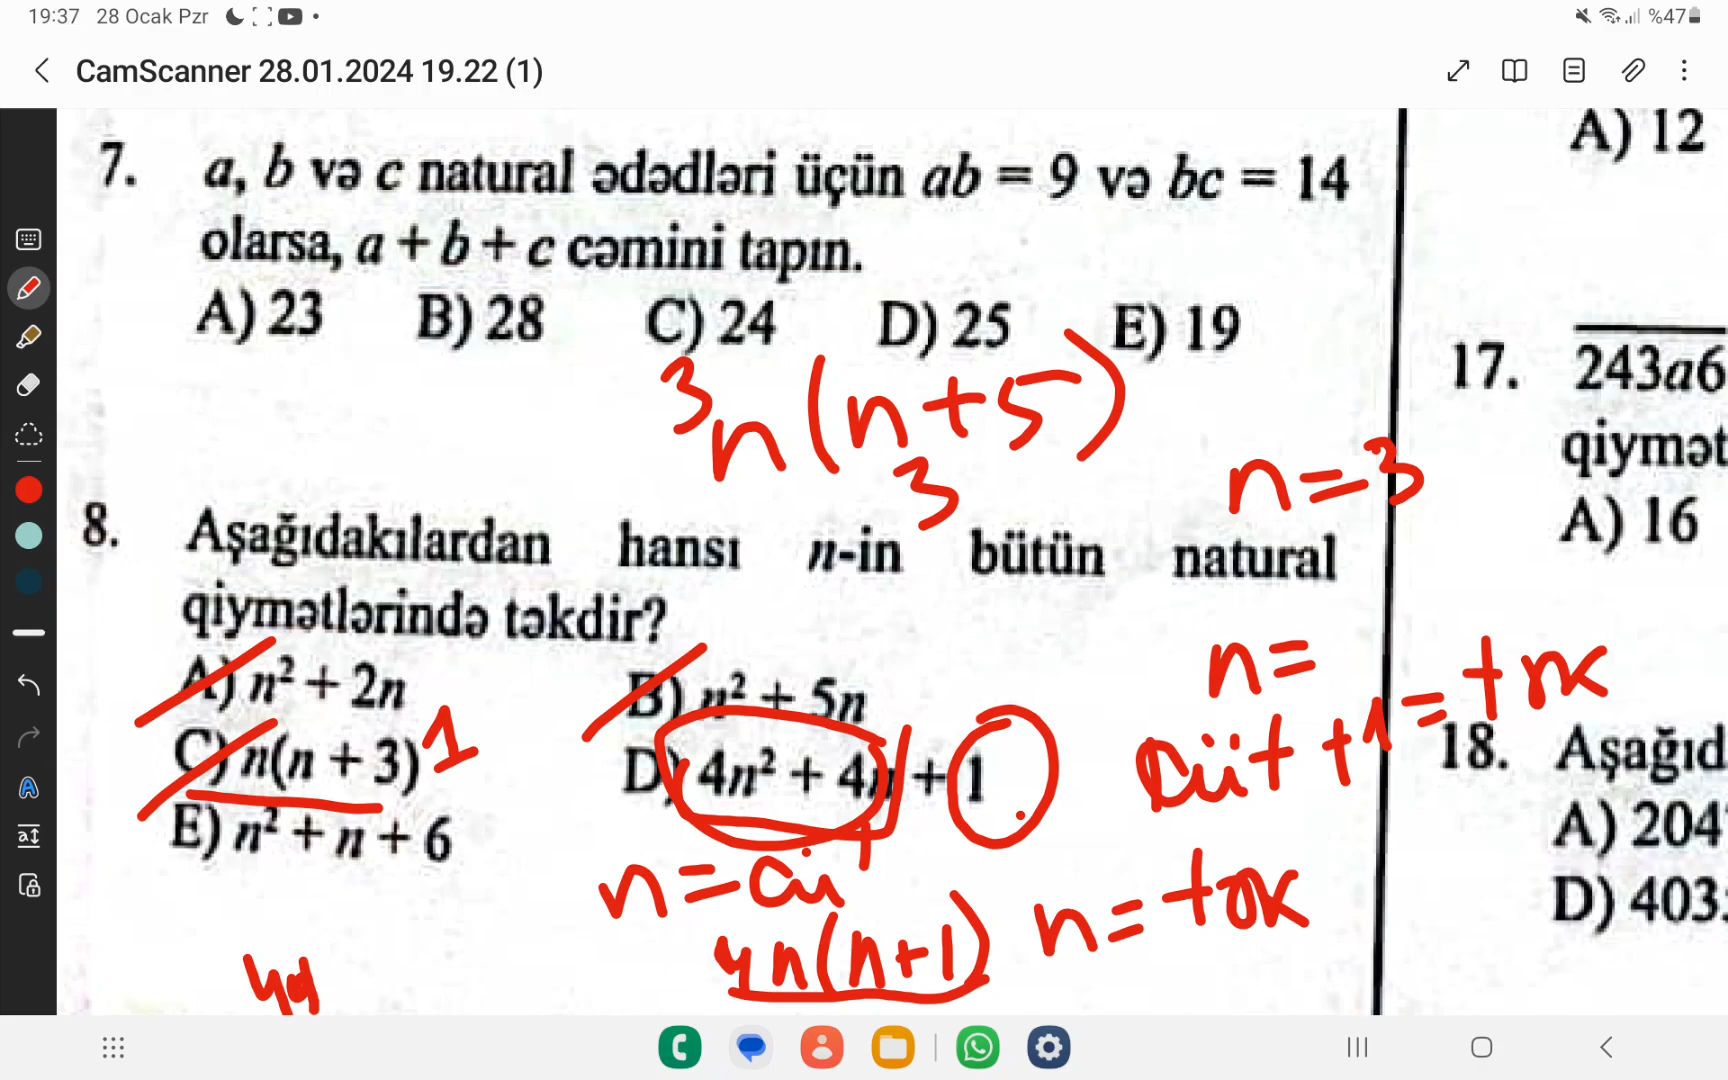 19:37 28 Ocak Pzr
%47
CamScanner 28.01.2024 19.22 (1)
7. a, b və c natural ədədləri üçün ab = 9 və bc = 14
olarsa, a + b + c cəmini tapın.
A) 23 B) 28 C) 24 D) 25 E) 19
3
n(n+5)
3
n=3
8. Aşağıdakılardan hansı n-in bütün natural
qiymətlərində təkdir?
A) n² + 2n B) n² + 5n
C) n(n + 3) 1 D) 4n² + 4n + 1
E) n² + n + 6
n=
cüt +1= tək
n=cüt
n=tək
4n(n+1)
A) 12
17. 243a6
qiymət
A) 16
18. Aşağıd
A) 204
D) 403